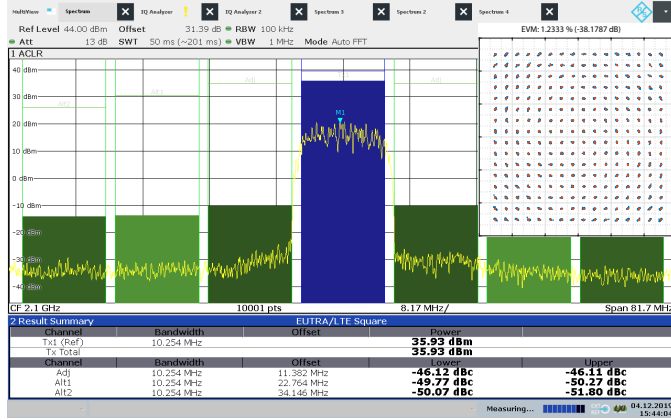 MultiView Spectrum IQ Analyzer ! IQ Analyzer 2 Spectrum 3 Spectrum 2 Spectrum 4
Ref Level 44.00 dBm Offset 31.39 dB RBW 100 kHz
Att 13 dB SWT 50 ms (~201 ms) VBW 1 MHz Mode Auto FFT
1 ACLR
EVM: 1.2333 % (-38.1787 dB)
40 dBm
Alt2 Alt1 Adj Adj
30 dBm
20 dBm
M1
10 dBm
0 dBm
-10 dBm
-20 dBm
-30 dBm
-40 dBm
CF 2.1 GHz 10001 pts 8.17 MHz/ Span 81.7 MHz
2 Result Summary EUTRA/LTE Square
Channel Bandwidth Offset Power
Tx1 (Ref) 10.254 MHz 35.93 dBm
Tx Total 35.93 dBm
Channel Bandwidth Offset Lower Upper
Adj 10.254 MHz 11.382 MHz -46.12 dBc -46.11 dBc
Alt1 10.254 MHz 22.764 MHz -49.77 dBc -50.27 dBc
Alt2 10.254 MHz 34.146 MHz -50.07 dBc -51.80 dBc
Measuring... 04.12.2019
15:44:0